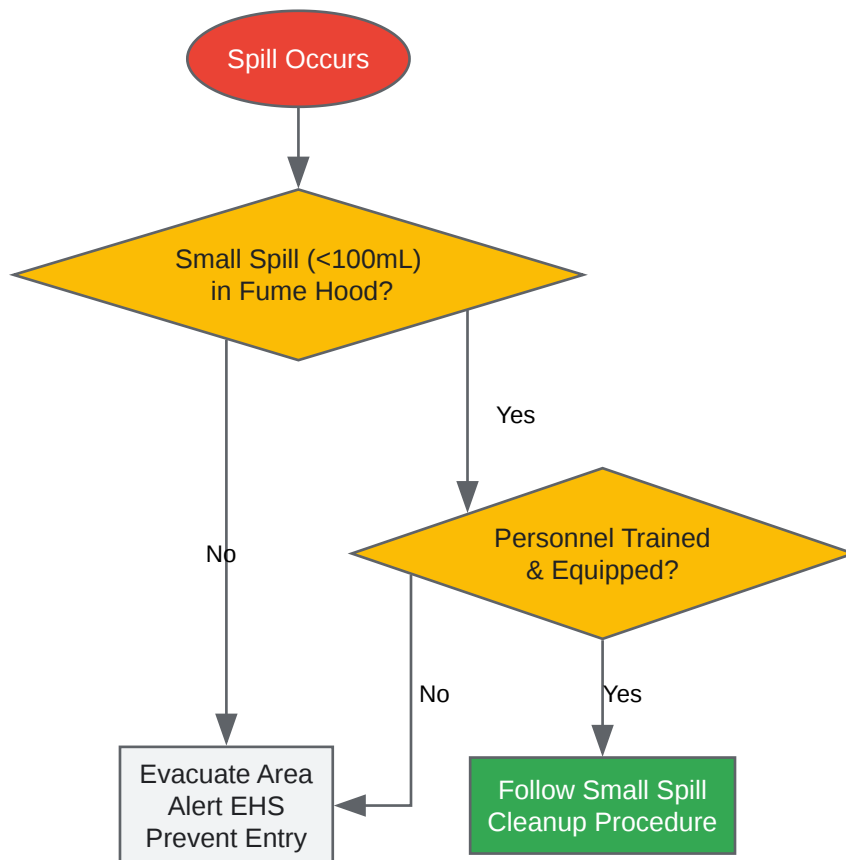 Spill Occurs
Small Spill (<100mL)
in Fume Hood?
Yes
No
Personnel Trained
& Equipped?
No
Yes
Evacuate Area
Alert EHS
Prevent Entry
Follow Small Spill
Cleanup Procedure